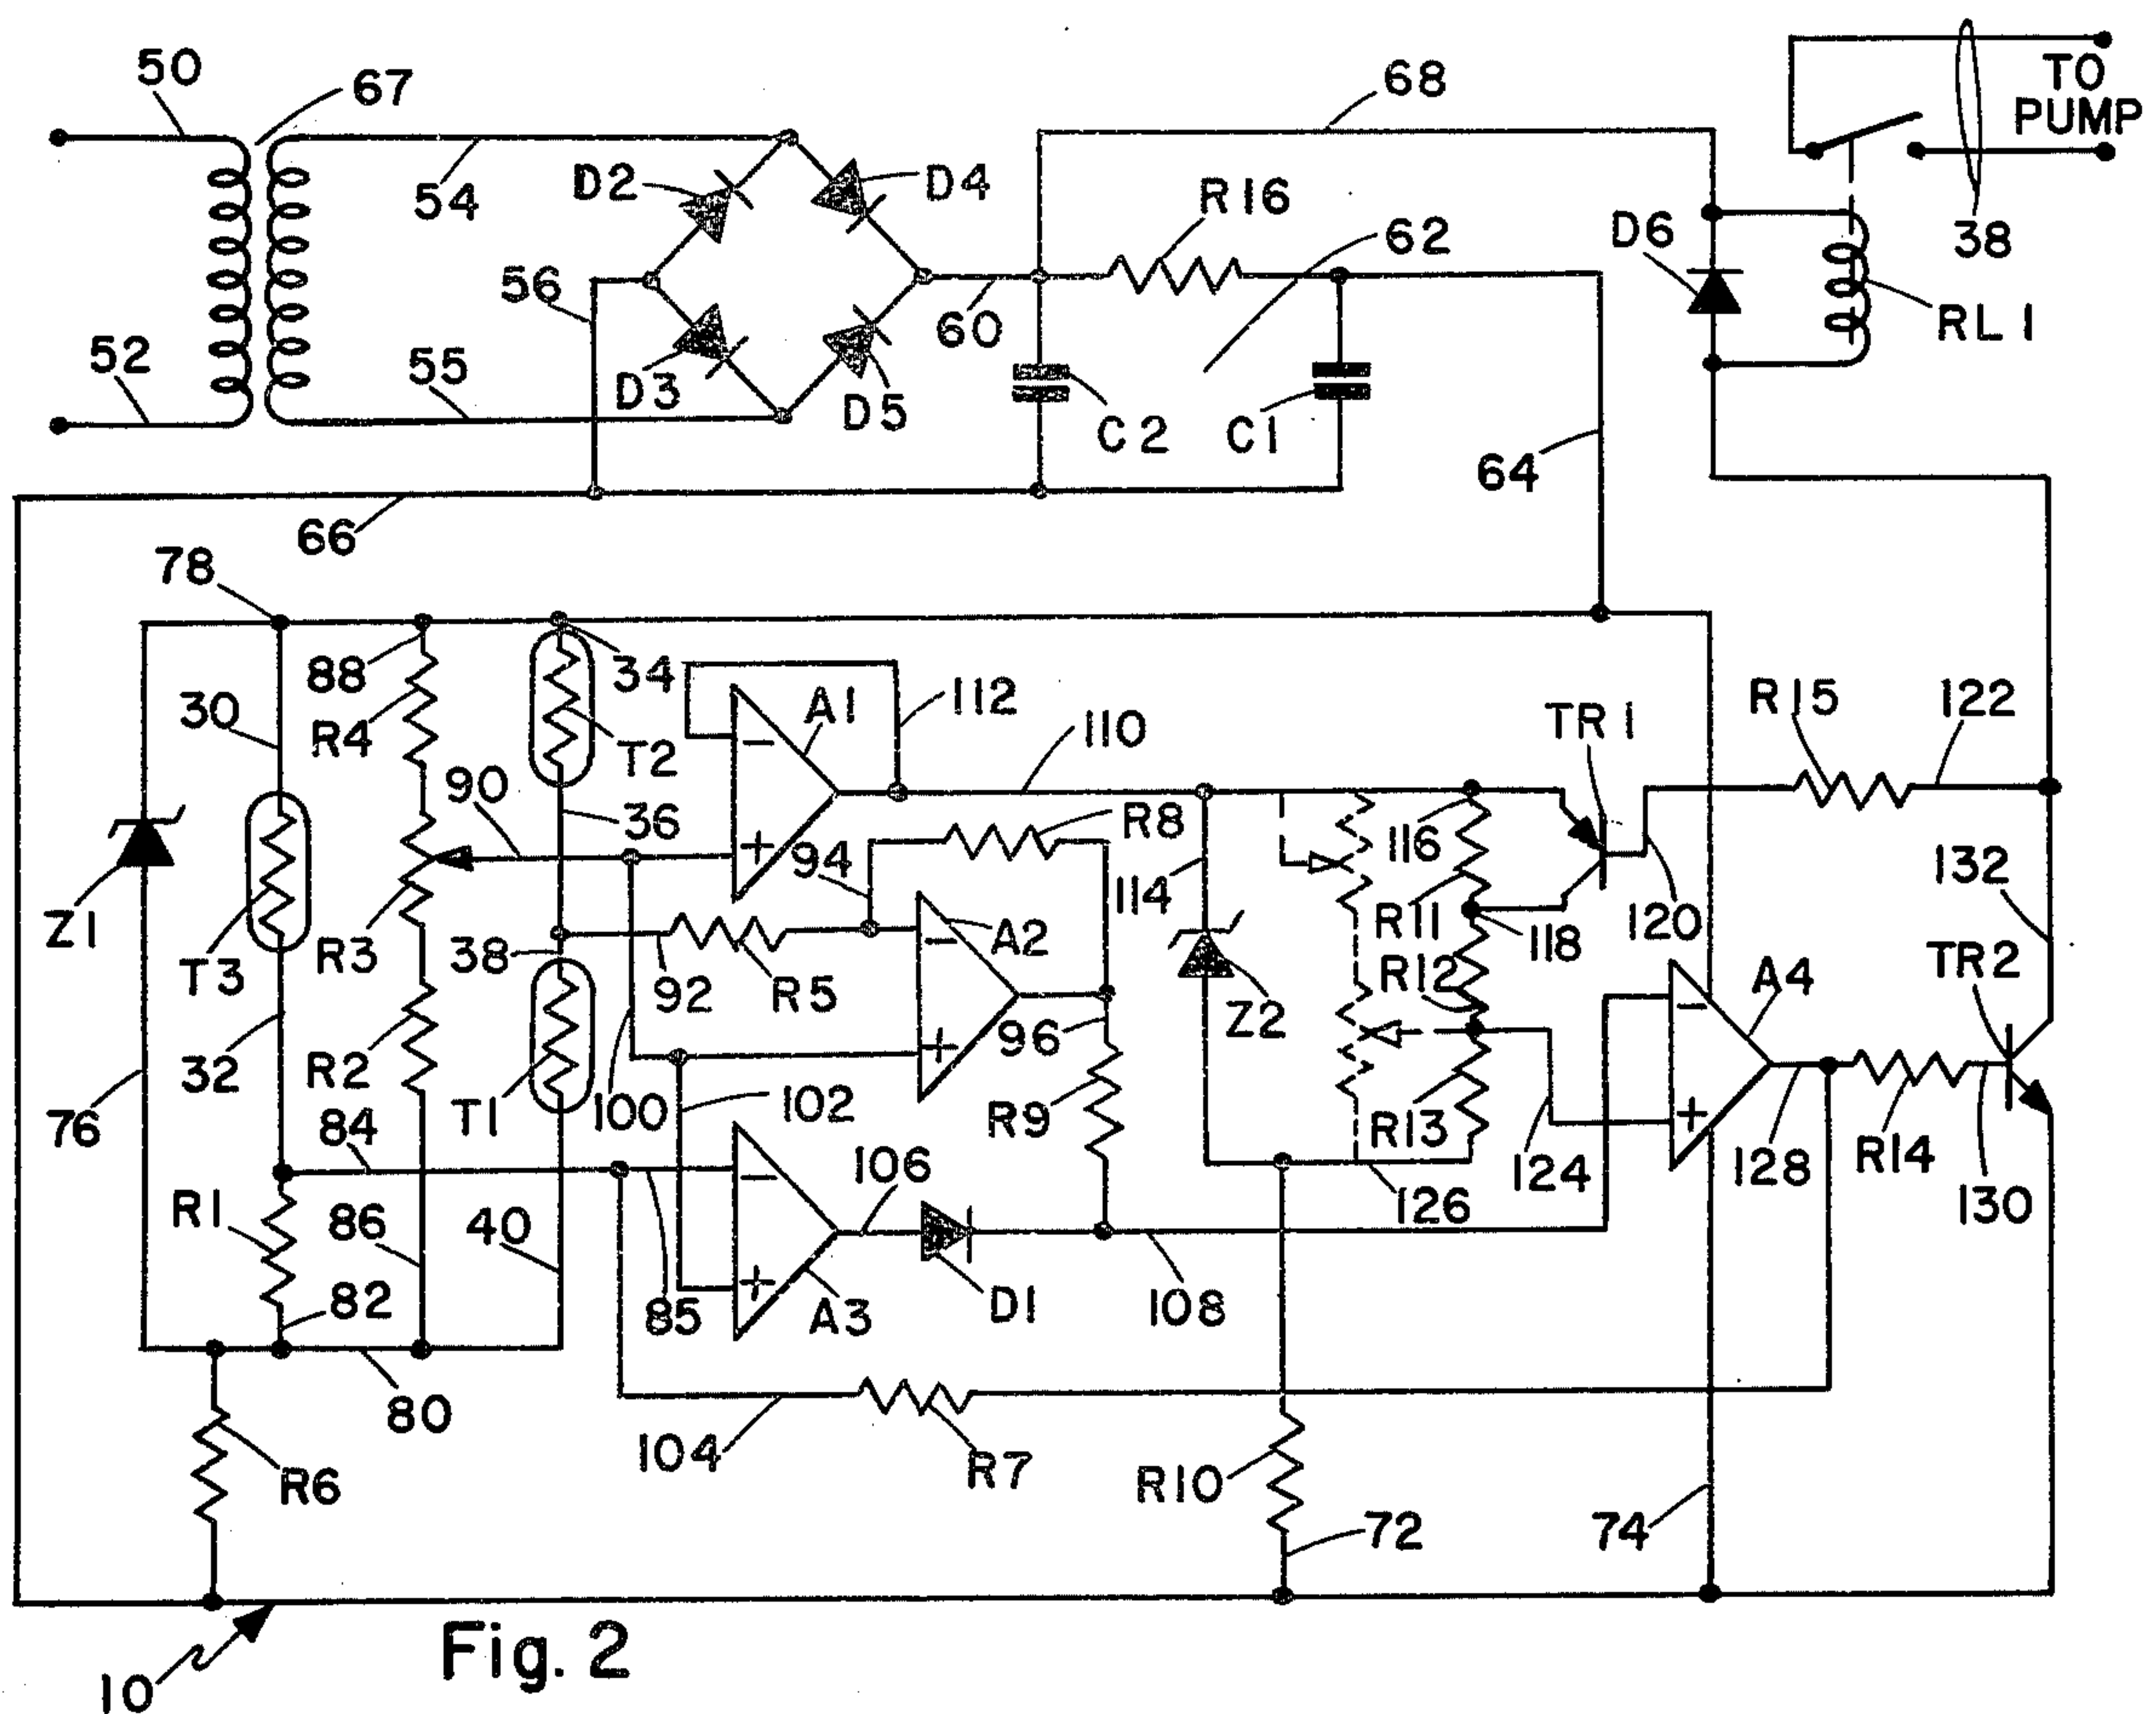 50
67
68
TO
PUMP
54
D2
D4
R16
62
D6
38
56
60
RL1
52
55
D3
D5
C2
C1
64
66
78
88
34
A1
112
110
TR1
R15
122
30
R4
T2
90
36
R8
94
116
114
132
Z1
T3
R3
38
92
R5
A2
R11
118
120
TR2
R12
A4
Z2
96
32
R2
76
T1
100
102
R9
R13
124
128
R14
130
84
106
126
R1
86
40
82
85
A3
D1
108
80
104
R7
R10
R6
72
74
10
Fig. 2
−
+
−
+
−
+
−
+